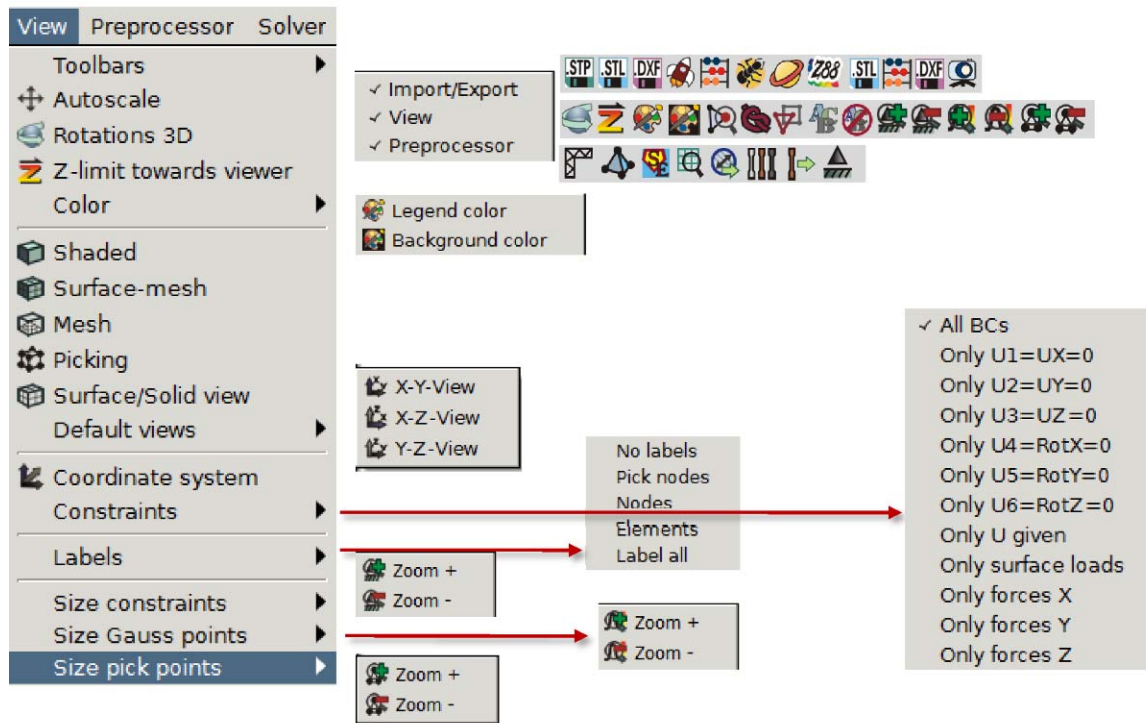 View Preprocessor Solver
Toolbars
Autoscale
Rotations 3D
Z-limit towards viewer
Color
Shaded
Surface-mesh
Mesh
Picking
Surface/Solid view
Default views
Coordinate system
Constraints
Labels
Size constraints
Size Gauss points
Size pick points
✓ Import/Export
✓ View
✓ Preprocessor
.STP .STL .DXF Z88 .STL .DXF
Legend color
Background color
X-Y-View
X-Z-View
Y-Z-View
No labels
Pick nodes
Nodes
Elements
Label all
Zoom +
Zoom -
Zoom +
Zoom -
Zoom +
Zoom -
✓ All BCs
Only U1=UX=0
Only U2=UY=0
Only U3=UZ=0
Only U4=RotX=0
Only U5=RotY=0
Only U6=RotZ=0
Only U given
Only surface loads
Only forces X
Only forces Y
Only forces Z